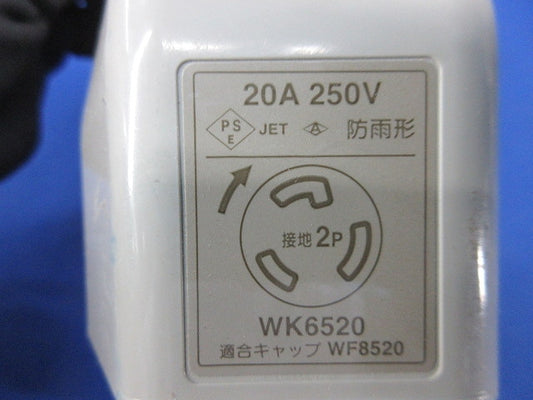 20A 250V
PS E JET A 防雨形
接地 2P
WK6520
適合キャップ WF8520